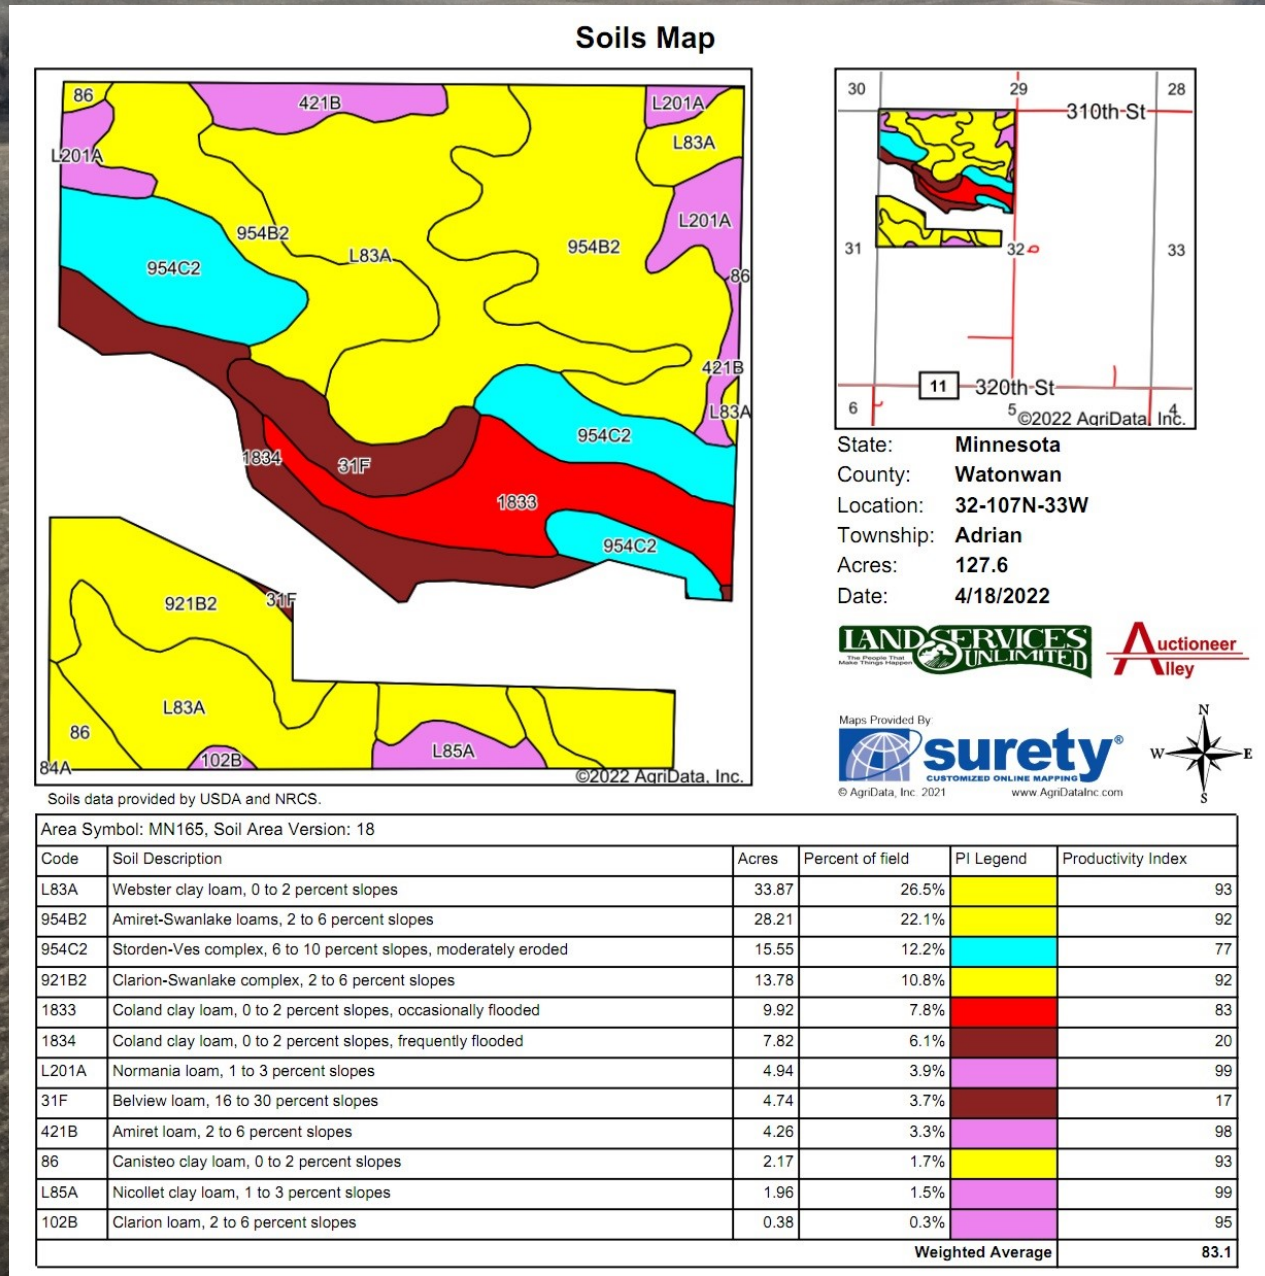 Soils Map
86
421B
L201A
L83A
L201A
954B2
L83A
954B2
L201A
954C2
86
421B
L83A
954C2
1834
31F
1833
954C2
921B2
31F
L83A
86
102B
L85A
84A
©2022 AgriData, Inc.
30
29
28
310th St
31
32
33
11
320th St
6
5
4
©2022 AgriData, Inc.
State: Minnesota
County: Watonwan
Location: 32-107N-33W
Township: Adrian
Acres: 127.6
Date: 4/18/2022
LAND SERVICES UNLIMITED
The People That Make Things Happen
Auctioneer Alley
Maps Provided By:
surety®
CUSTOMIZED ONLINE MAPPING
© AgriData, Inc. 2021 www.AgriDataInc.com
N
W E
S
Soils data provided by USDA and NRCS.
Area Symbol: MN165, Soil Area Version: 18
Code Soil Description Acres Percent of field PI Legend Productivity Index
L83A Webster clay loam, 0 to 2 percent slopes 33.87 26.5% 93
954B2 Amiret-Swanlake loams, 2 to 6 percent slopes 28.21 22.1% 92
954C2 Storden-Ves complex, 6 to 10 percent slopes, moderately eroded 15.55 12.2% 77
921B2 Clarion-Swanlake complex, 2 to 6 percent slopes 13.78 10.8% 92
1833 Coland clay loam, 0 to 2 percent slopes, occasionally flooded 9.92 7.8% 83
1834 Coland clay loam, 0 to 2 percent slopes, frequently flooded 7.82 6.1% 20
L201A Normania loam, 1 to 3 percent slopes 4.94 3.9% 99
31F Belview loam, 16 to 30 percent slopes 4.74 3.7% 17
421B Amiret loam, 2 to 6 percent slopes 4.26 3.3% 98
86 Canisteo clay loam, 0 to 2 percent slopes 2.17 1.7% 93
L85A Nicollet clay loam, 1 to 3 percent slopes 1.96 1.5% 99
102B Clarion loam, 2 to 6 percent slopes 0.38 0.3% 95
Weighted Average 83.1